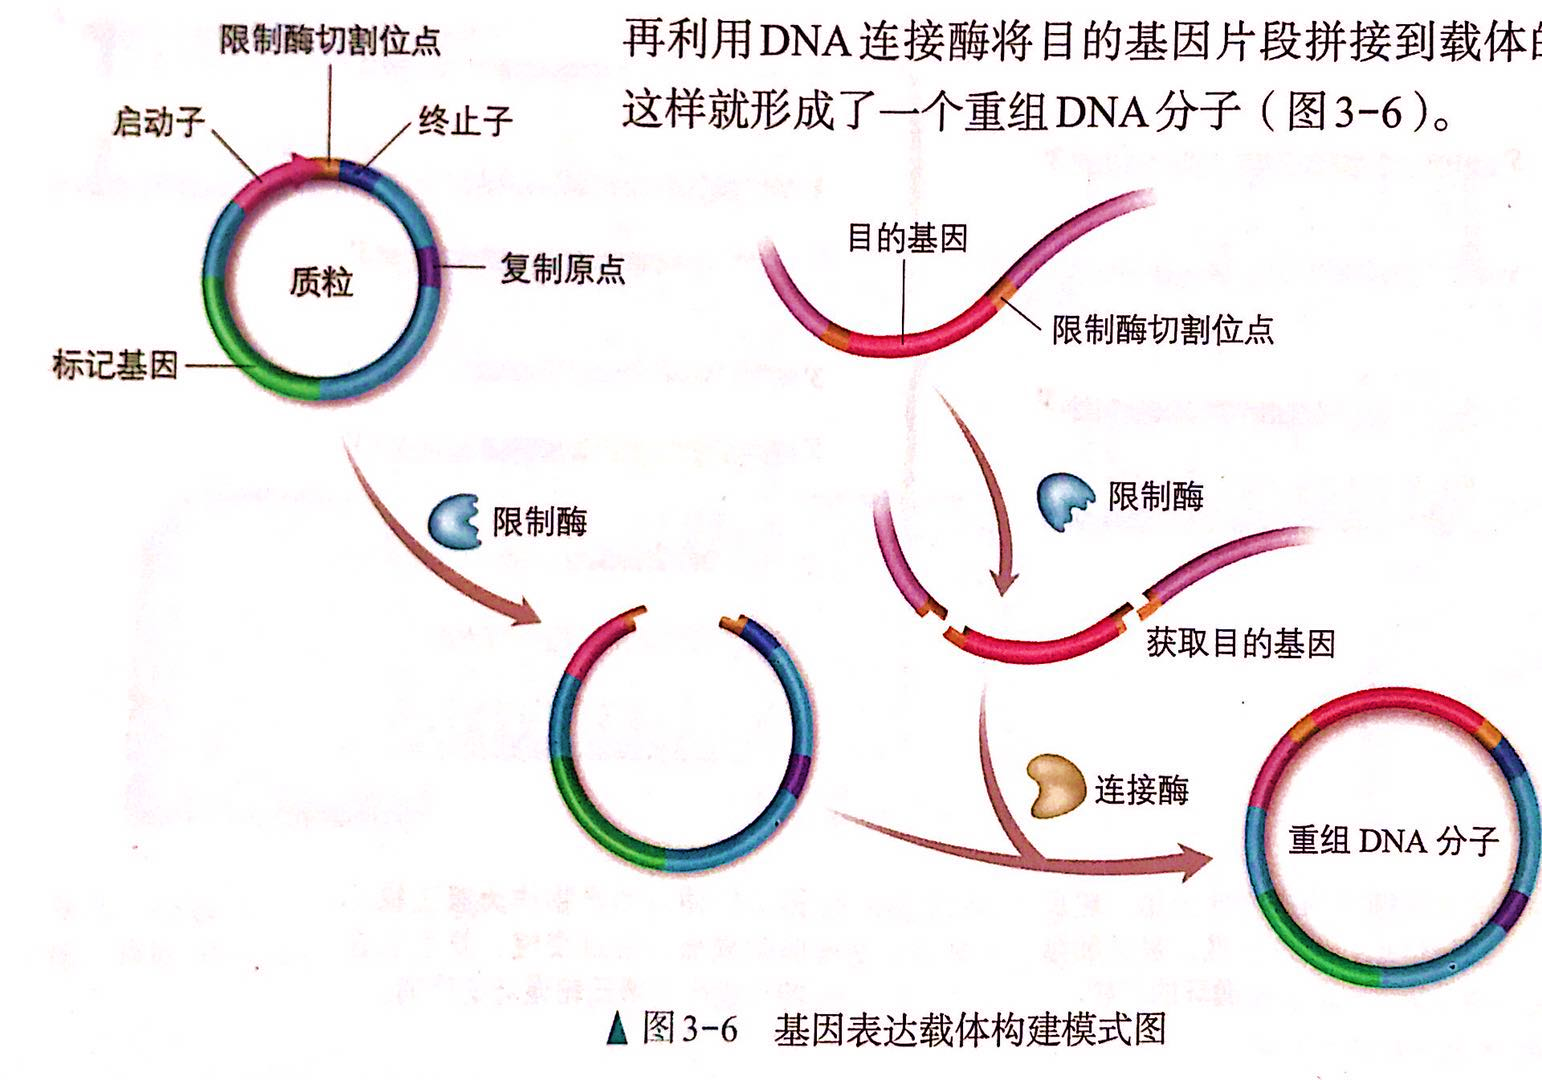 再利用DNA连接酶将目的基因片段拼接到载体的
这样就形成了一个重组DNA分子（图3-6）。
限制酶切割位点
启动子
终止子
质粒
复制原点
标记基因
目的基因
限制酶切割位点
限制酶
限制酶
获取目的基因
连接酶
重组 DNA 分子
▲ 图3-6 基因表达载体构建模式图